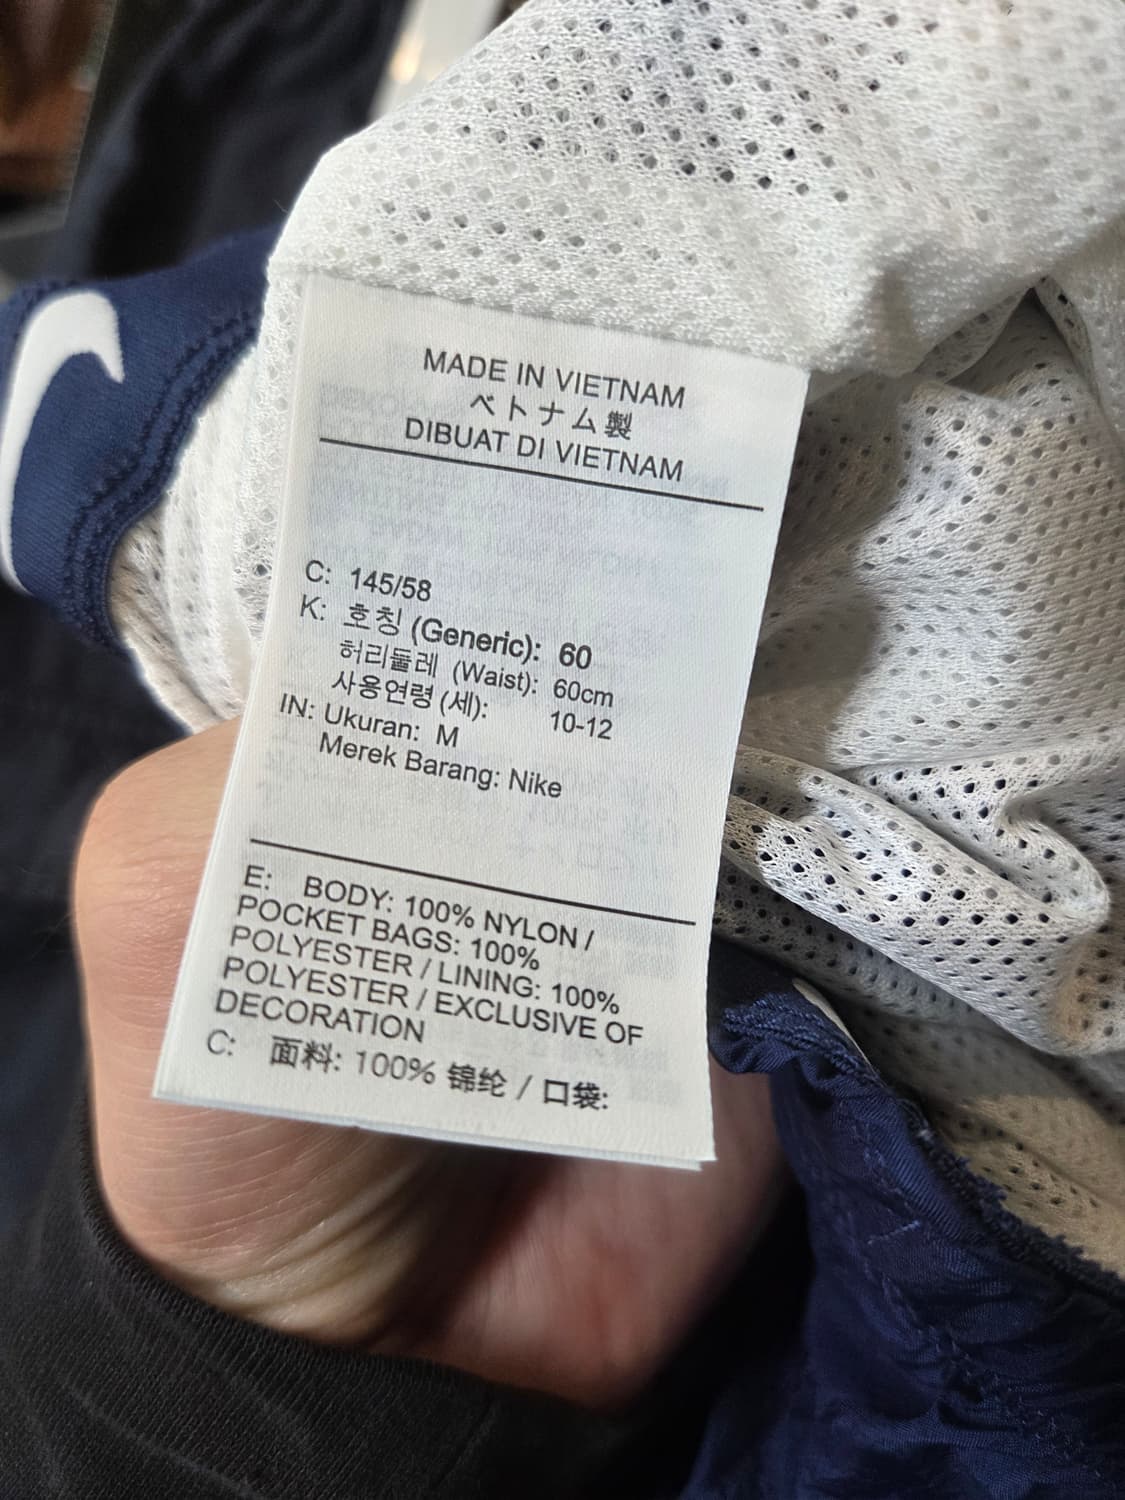 MADE IN VIETNAM
ベトナム製
DIBUAT DI VIETNAM
C: 145/58
K: 호칭 (Generic): 60
허리둘레 (Waist): 60cm
사용연령 (세): 10-12
IN: Ukuran: M
Merek Barang: Nike
E: BODY: 100% NYLON /
POCKET BAGS: 100%
POLYESTER / LINING: 100%
POLYESTER / EXCLUSIVE OF
DECORATION
C: 面料: 100% 锦纶 / 口袋: